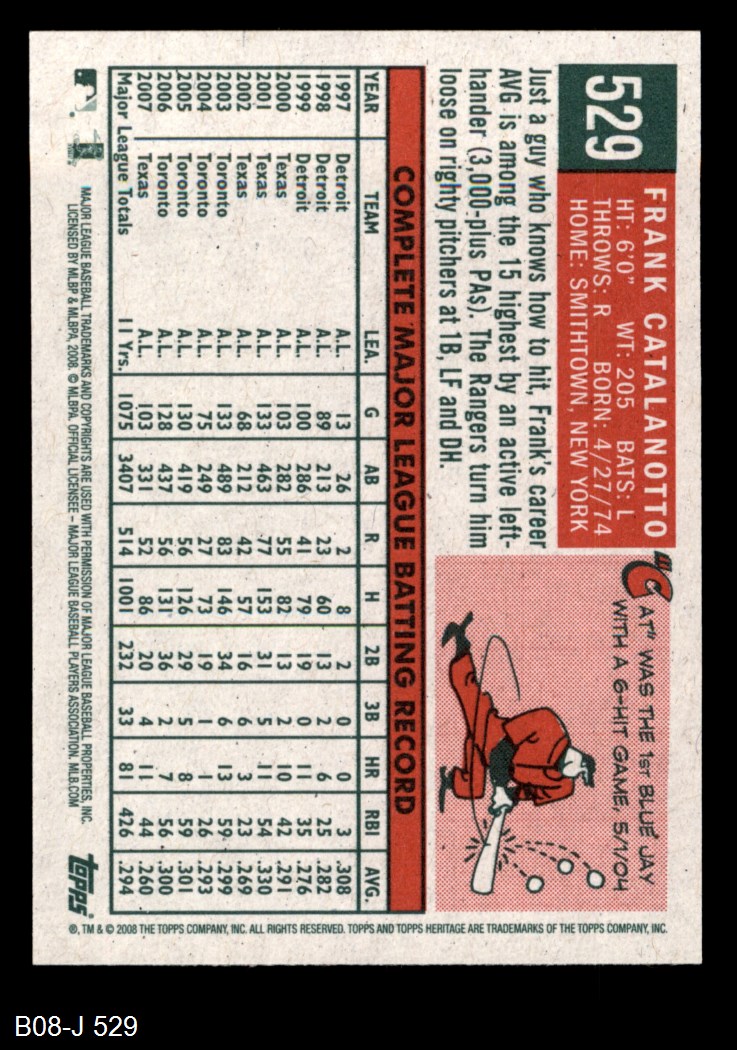 529
FRANK CATALANOTTO
HT: 6'0" WT: 205 BATS: L
THROWS: R BORN: 4/27/74
HOME: SMITHTOWN, NEW YORK
"CAT" WAS THE 1ST BLUE JAY
WITH A 6-HIT GAME, 5/1/04
Just a guy who knows how to hit, Frank's career
AVG is among the 15 highest by an active left-
hander (3,000-plus PAs). The Rangers turn him
loose on righty pitchers at 1B, LF and DH.
COMPLETE MAJOR LEAGUE BATTING RECORD
YEAR TEAM LEA. G AB R H 2B 3B HR RBI AVG.
1997 Detroit A.L. 13 26 2 8 2 0 0 3 .308
1998 Detroit A.L. 89 213 23 60 13 2 6 25 .282
1999 Detroit A.L. 100 286 41 79 19 0 11 35 .276
2000 Texas A.L. 103 282 55 82 13 2 10 42 .291
2001 Texas A.L. 133 463 77 153 31 5 11 54 .330
2002 Texas A.L. 68 212 42 57 16 6 3 23 .269
2003 Toronto A.L. 133 489 83 146 34 6 13 59 .299
2004 Toronto A.L. 75 249 27 73 19 1 1 26 .293
2005 Toronto A.L. 130 419 56 126 29 5 8 59 .301
2006 Toronto A.L. 128 437 56 131 36 2 7 56 .300
2007 Texas A.L. 103 331 52 86 20 4 11 44 .260
Major League Totals 11 Yrs. 1075 3407 514 1001 232 33 81 426 .294
MAJOR LEAGUE BASEBALL TRADEMARKS AND COPYRIGHTS ARE USED WITH PERMISSION OF MAJOR LEAGUE BASEBALL PROPERTIES, INC.
LICENSED BY MLBP & MLBPA, 2008. © MLBPA. OFFICIAL LICENSEE – MAJOR LEAGUE BASEBALL PLAYERS ASSOCIATION. MLB.COM
topps
®, TM & © 2008 THE TOPPS COMPANY, INC. ALL RIGHTS RESERVED. TOPPS AND TOPPS HERITAGE ARE TRADEMARKS OF THE TOPPS COMPANY, INC.
B08-J 529